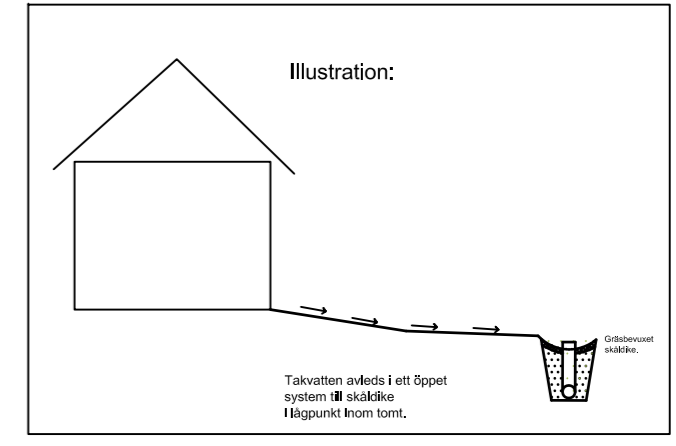 Illustration:
Gräsbevuxet
skåldike.
Takvatten avleds i ett öppet
system till skåldike
I lågpunkt Inom tomt.